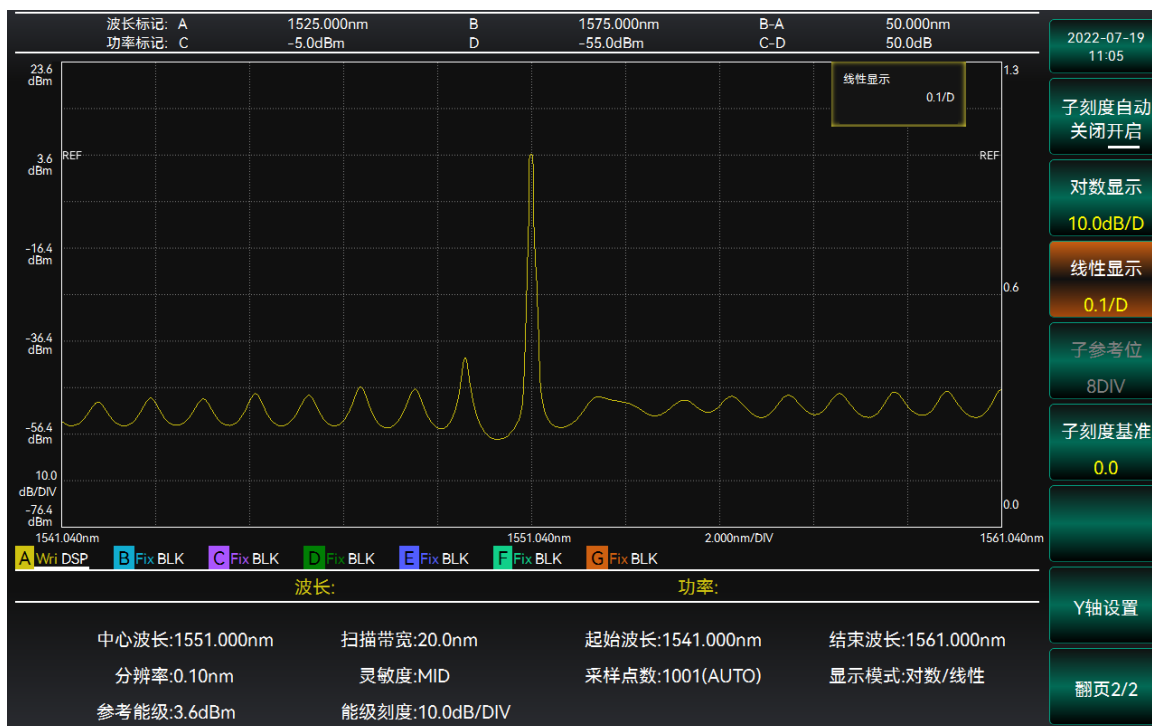 波长标记: A 1525.000nm B 1575.000nm B-A 50.000nm
功率标记: C -5.0dBm D -55.0dBm C-D 50.0dB
23.6
dBm
3.6
dBm
-16.4
dBm
-36.4
dBm
-56.4
dBm
10.0
dB/DIV
-76.4
dBm
REF
REF
线性显示
0.1/D
1.3
0.6
0.0
1541.040nm 1551.040nm 2.000nm/DIV 1561.040nm
A Wri DSP B Fix BLK C Fix BLK D Fix BLK E Fix BLK F Fix BLK G Fix BLK
波长: 功率:
中心波长:1551.000nm 扫描带宽:20.0nm 起始波长:1541.000nm 结束波长:1561.000nm
分辨率:0.10nm 灵敏度:MID 采样点数:1001(AUTO) 显示模式:对数/线性
参考能级:3.6dBm 能级刻度:10.0dB/DIV
2022-07-19
11:05
子刻度自动
关闭开启
对数显示
10.0dB/D
线性显示
0.1/D
子参考位
8DIV
子刻度基准
0.0
Y轴设置
翻页2/2